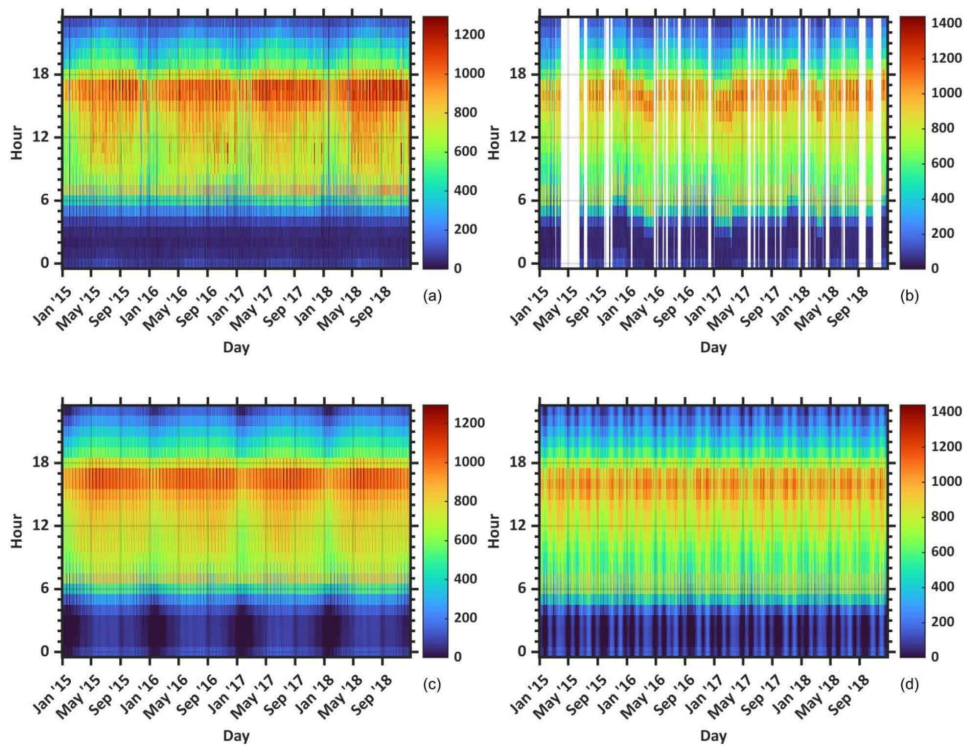 1200
1000
800
600
400
200
0
Hour
18
12
6
0
Jan '15
May '15
Sep '15
Jan '16
May '16
Sep '16
Jan '17
May '17
Sep '17
Jan '18
May '18
Sep '18
Day
(a)
1400
1200
1000
800
600
400
200
0
Hour
18
12
6
0
Jan '15
May '15
Sep '15
Jan '16
May '16
Sep '16
Jan '17
May '17
Sep '17
Jan '18
May '18
Sep '18
Day
(b)
1200
1000
800
600
400
200
0
Hour
18
12
6
0
Jan '15
May '15
Sep '15
Jan '16
May '16
Sep '16
Jan '17
May '17
Sep '17
Jan '18
May '18
Sep '18
Day
(c)
1400
1200
1000
800
600
400
200
0
Hour
18
12
6
0
Jan '15
May '15
Sep '15
Jan '16
May '16
Sep '16
Jan '17
May '17
Sep '17
Jan '18
May '18
Sep '18
Day
(d)